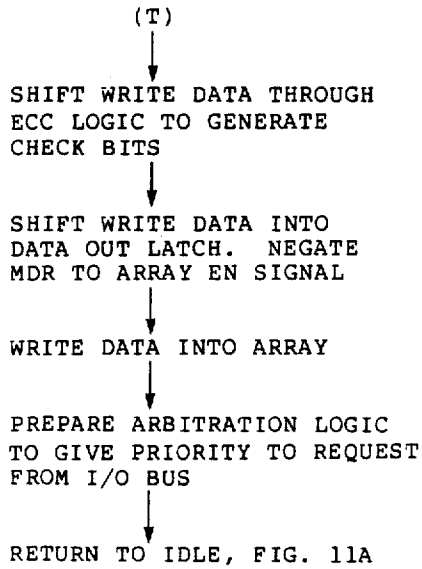 (T)
SHIFT WRITE DATA THROUGH
ECC LOGIC TO GENERATE
CHECK BITS
SHIFT WRITE DATA INTO
DATA OUT LATCH. NEGATE
MDR TO ARRAY EN SIGNAL
WRITE DATA INTO ARRAY
PREPARE ARBITRATION LOGIC
TO GIVE PRIORITY TO REQUEST
FROM I/O BUS
RETURN TO IDLE, FIG. 11A